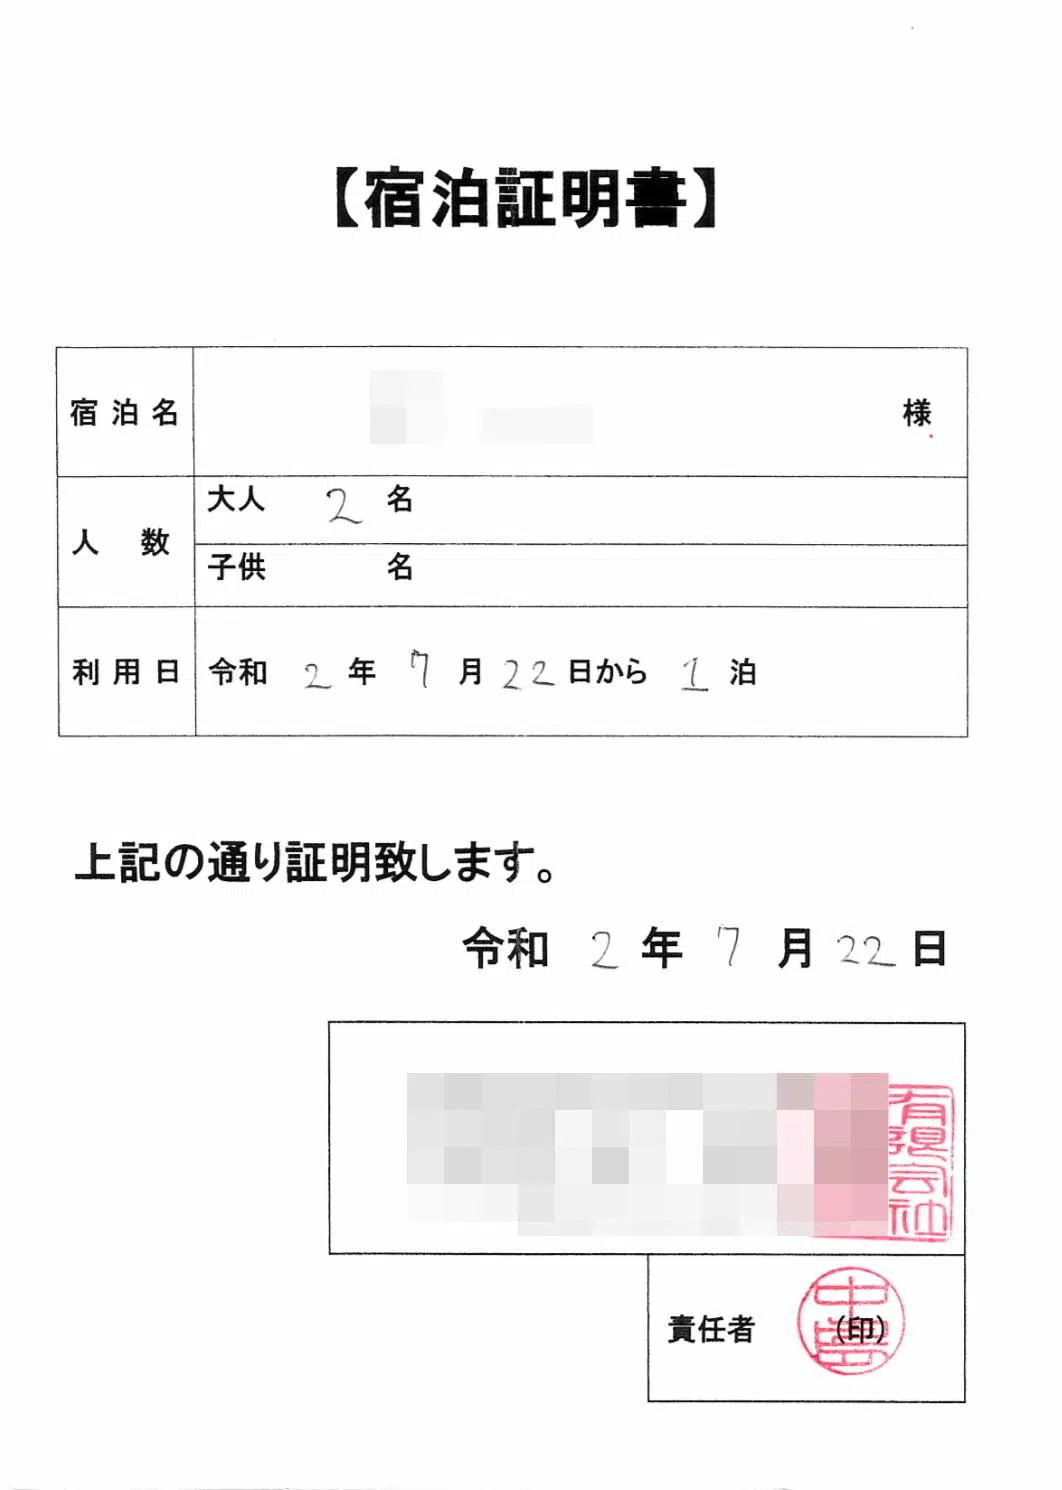 【宿泊証明書】
宿泊名 様
人数 大人 2 名
子供 名
利用日 令和 2 年 7 月 22 日から 1 泊
上記の通り証明致します。
令和 2 年 7 月 22 日
有限会社
責任者 (印)